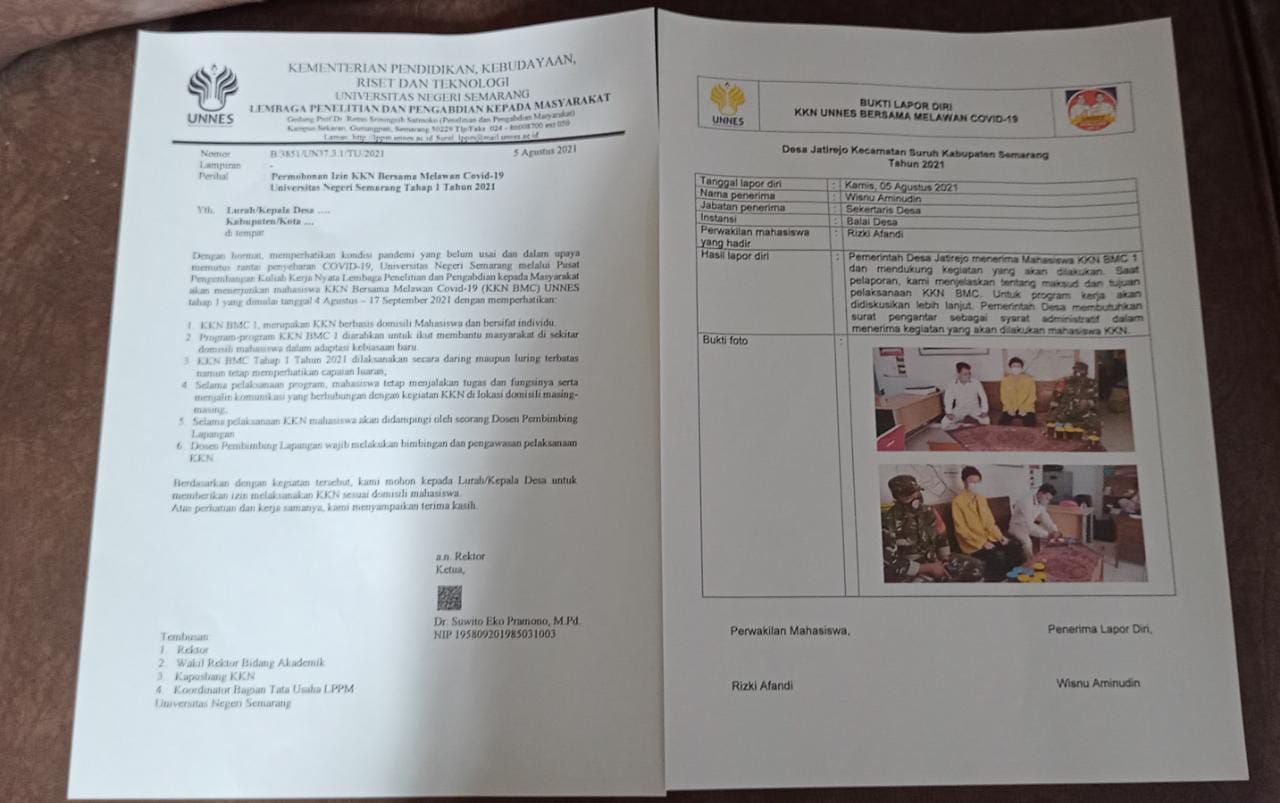 UNNES
KEMENTERIAN PENDIDIKAN, KEBUDAYAAN,
RISET DAN TEKNOLOGI
UNIVERSITAS NEGERI SEMARANG
LEMBAGA PENELITIAN DAN PENGABDIAN KEPADA MASYARAKAT
Gedung Prof. Dr. Retno Sriningsih Satmoko (Penelitian dan Pengabdian Masyarakat)
Kampus Sekaran, Gunungpati, Semarang 50229 Tlp/Faks 024 - 86008700 ext 050
Laman: http://lppm.unnes.ac.id Surel: lppm@mail.unnes.ac.id
Nomor B/3851/UN37.3.1/TU/2021 5 Agustus 2021
Lampiran -
Perihal Permohonan Izin KKN Bersama Melawan Covid-19
Universitas Negeri Semarang Tahap 1 Tahun 2021
Yth. Lurah/Kepala Desa ....
Kabupaten/Kota ....
di tempat
Dengan hormat, memperhatikan kondisi pandemi yang belum usai dan dalam upaya
memutus rantai penyebaran COVID-19, Universitas Negeri Semarang melalui Pusat
Pengembangan Kuliah Kerja Nyata Lembaga Penelitian dan Pengabdian kepada Masyarakat
akan menerjunkan mahasiswa KKN Bersama Melawan Covid-19 (KKN BMC) UNNES
tahap 1 yang dimulai tanggal 4 Agustus – 17 September 2021 dengan memperhatikan:
1. KKN BMC 1, merupakan KKN berbasis domisili Mahasiswa dan bersifat individu.
2. Program-program KKN BMC 1 diarahkan untuk ikut membantu masyarakat di sekitar
domisili mahasiswa dalam adaptasi kebiasaan baru.
3. KKN BMC Tahap 1 Tahun 2021 dilaksanakan secara daring maupun luring terbatas
namun tetap memperhatikan capaian luaran,
4. Selama pelaksanaan program, mahasiswa tetap menjalakan tugas dan fungsinya serta
menjalin komunikasi yang berhubungan dengan kegiatan KKN di lokasi domisili masing-
masing,
5. Selama pelaksanaan KKN mahasiswa akan didampingi oleh seorang Dosen Pembimbing
Lapangan
6. Dosen Pembimbing Lapangan wajib melakukan bimbingan dan pengawasan pelaksanaan
KKN
Berdasarkan dengan kegiatan tersebut, kami mohon kepada Lurah/Kepala Desa untuk
memberikan izin melaksanakan KKN sesuai domisili mahasiswa.
Atas perhatian dan kerja samanya, kami menyampaikan terima kasih.
a.n. Rektor
Ketua,
Dr. Suwito Eko Pramono, M.Pd.
NIP 195809201985031003
Tembusan:
1. Rektor
2. Wakil Rektor Bidang Akademik
3. Kapusbang KKN
4. Koordinator Bagian Tata Usaha LPPM
Universitas Negeri Semarang
UNNES
BUKTI LAPOR DIRI
KKN UNNES BERSAMA MELAWAN COVID-19
Desa Jatirejo Kecamatan Suruh Kabupaten Semarang
Tahun 2021
Tanggal lapor diri : Kamis, 05 Agustus 2021
Nama penerima : Wisnu Aminudin
Jabatan penerima : Sekertaris Desa
Instansi : Balai Desa
Perwakilan mahasiswa : Rizki Afandi
yang hadir
Hasil lapor diri : Pemerintah Desa Jatirejo menerima Mahasiswa KKN BMC 1
dan mendukung kegiatan yang akan dilakukan. Saat
pelaporan, kami menjelaskan tentang maksud dan tujuan
pelaksanaan KKN BMC. Untuk program kerja akan
didiskusikan lebih lanjut. Pemerintah Desa membutuhkan
surat pengantar sebagai syarat administratif dalam
menerima kegiatan yang akan dilakukan mahasiswa KKN.
Bukti foto :
Perwakilan Mahasiswa, Penerima Lapor Diri,
Rizki Afandi Wisnu Aminudin